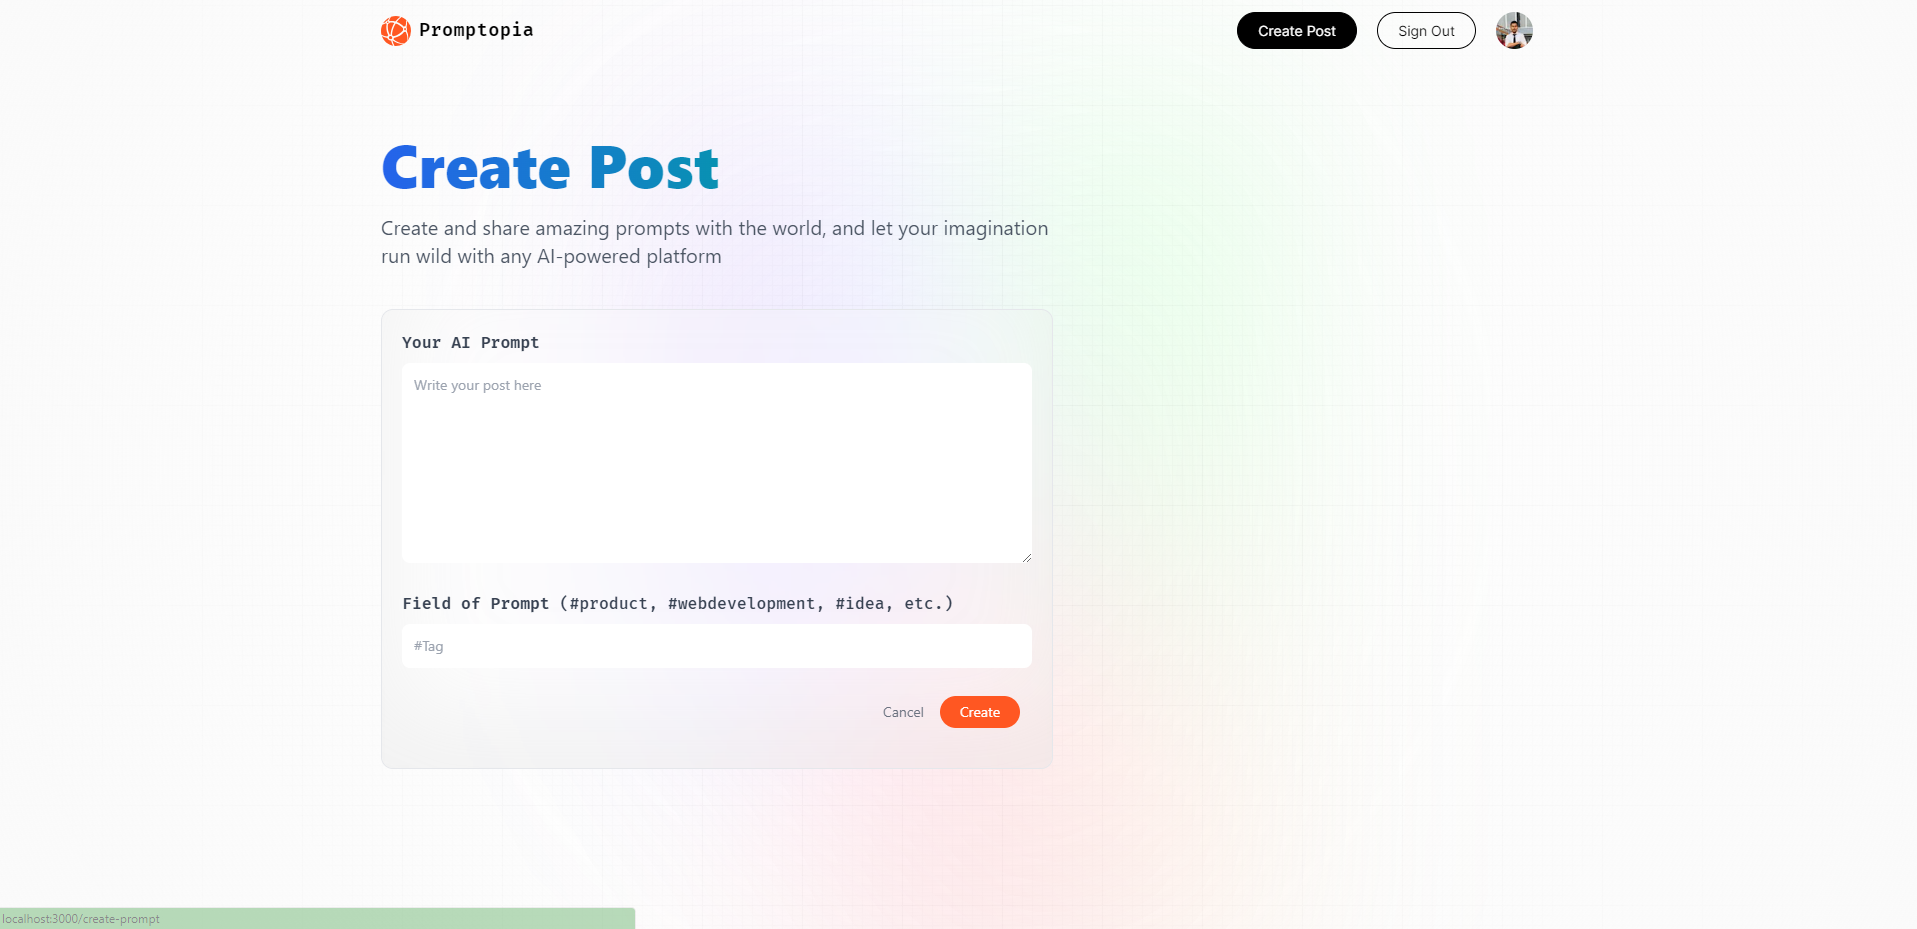 Promptopia
Create Post
Sign Out
Create Post
Create and share amazing prompts with the world, and let your imagination
run wild with any AI-powered platform
Your AI Prompt
Write your post here
Field of Prompt (#product, #webdevelopment, #idea, etc.)
#Tag
Cancel
Create
localhost:3000/create-prompt